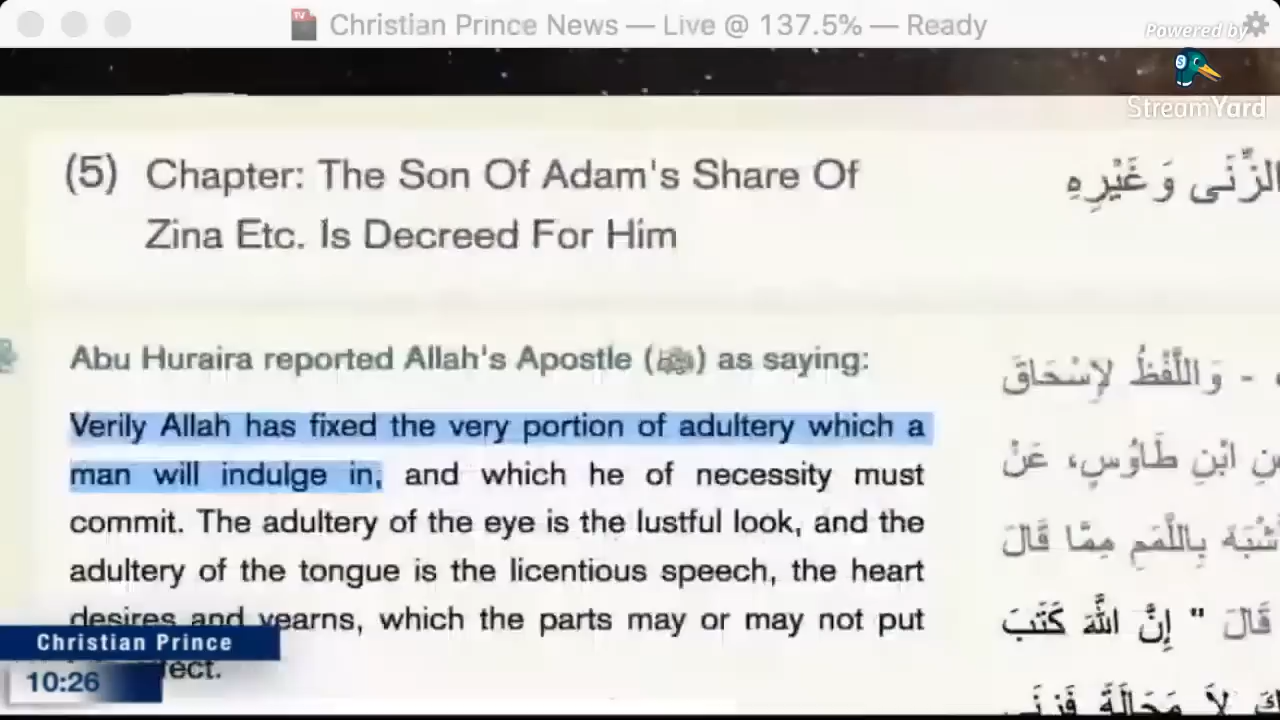 Christian Prince News — Live @ 137.5% — Ready
Powered by
StreamYard
(5) Chapter: The Son Of Adam's Share Of
Zina Etc. Is Decreed For Him
الزِّنَى وَغَيْرِهِ
Abu Huraira reported Allah's Apostle (ﷺ) as saying:
Verily Allah has fixed the very portion of adultery which a
man will indulge in, and which he of necessity must
commit. The adultery of the eye is the lustful look, and the
adultery of the tongue is the licentious speech, the heart
desires and yearns, which the parts may or may not put
- وَاللَّفْظُ لإِسْحَاقَ
ابْنِ طَاوُسٍ، عَنْ
بِاللَّمَمِ مِمَّا قَالَ
قَالَ " إِنَّ اللَّهَ كَتَبَ
لاَ مَحَالَةَ فَزِنَى
Christian Prince
10:26